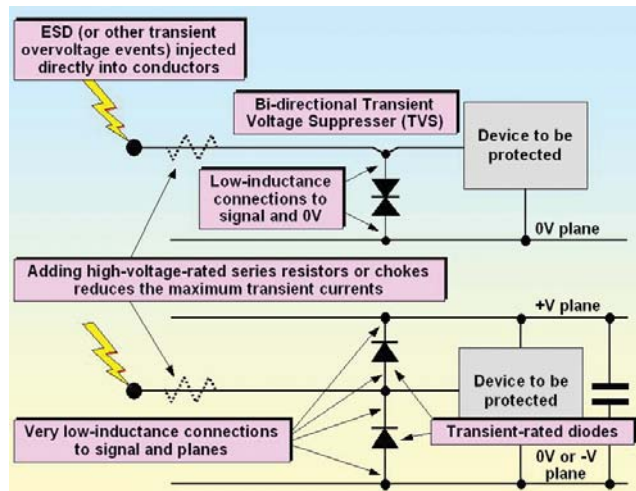 ESD (or other transient
overvoltage events) injected
directly into conductors
Bi-directional Transient
Voltage Suppresser (TVS)
Device to be
protected
Low-inductance
connections to
signal and 0V
0V plane
Adding high-voltage-rated series resistors or chokes
reduces the maximum transient currents
+V plane
Device to be
protected
Very low-inductance connections
to signal and planes
Transient-rated diodes
0V or -V
plane